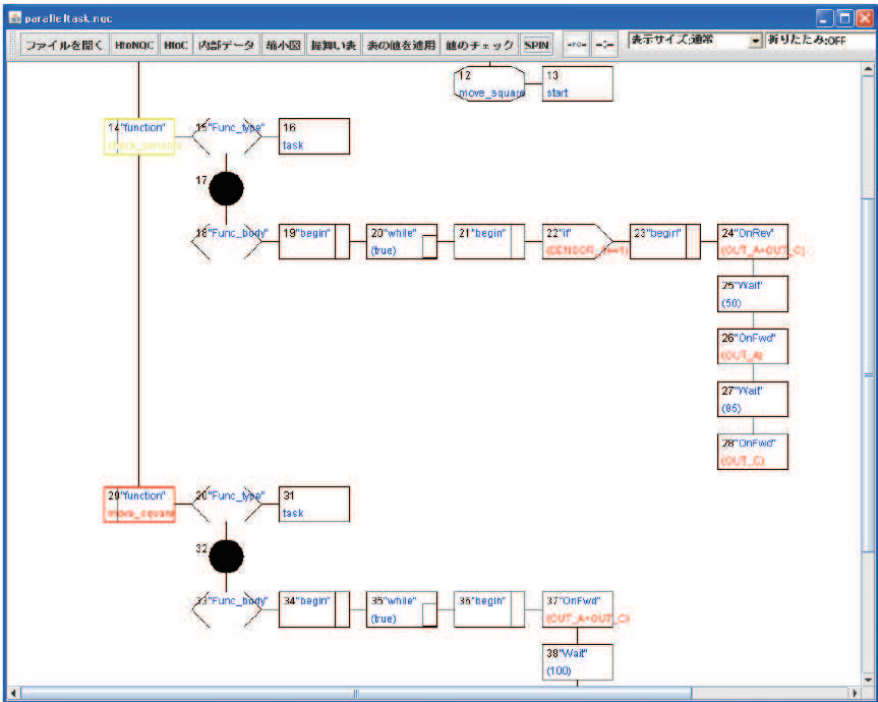 paralleltask.nqc
ファイルを開く HtoNQC HtoC 内部データ 縮小図 振舞い表 表の値を適用 値のチェック SPIN 表示サイズ:通常 折りたたみ:OFF
12 13
move_square start
14"function" 15"Func_type" 16
check_sensors task
17
18"Func_body" 19"begin" 20"while" 21"begin" 22"if" 23"begin" 24"OnRev"
(true) (SENSOR_1==1) (OUT_A+OUT_C)
25"Wait"
(50)
26"OnFwd"
(OUT_A)
27"Wait"
(85)
28"OnFwd"
(OUT_C)
29"function" 30"Func_type" 31
move_square task
32
33"Func_body" 34"begin" 35"while" 36"begin" 37"OnFwd"
(true) (OUT_A+OUT_C)
38"Wait"
(100)